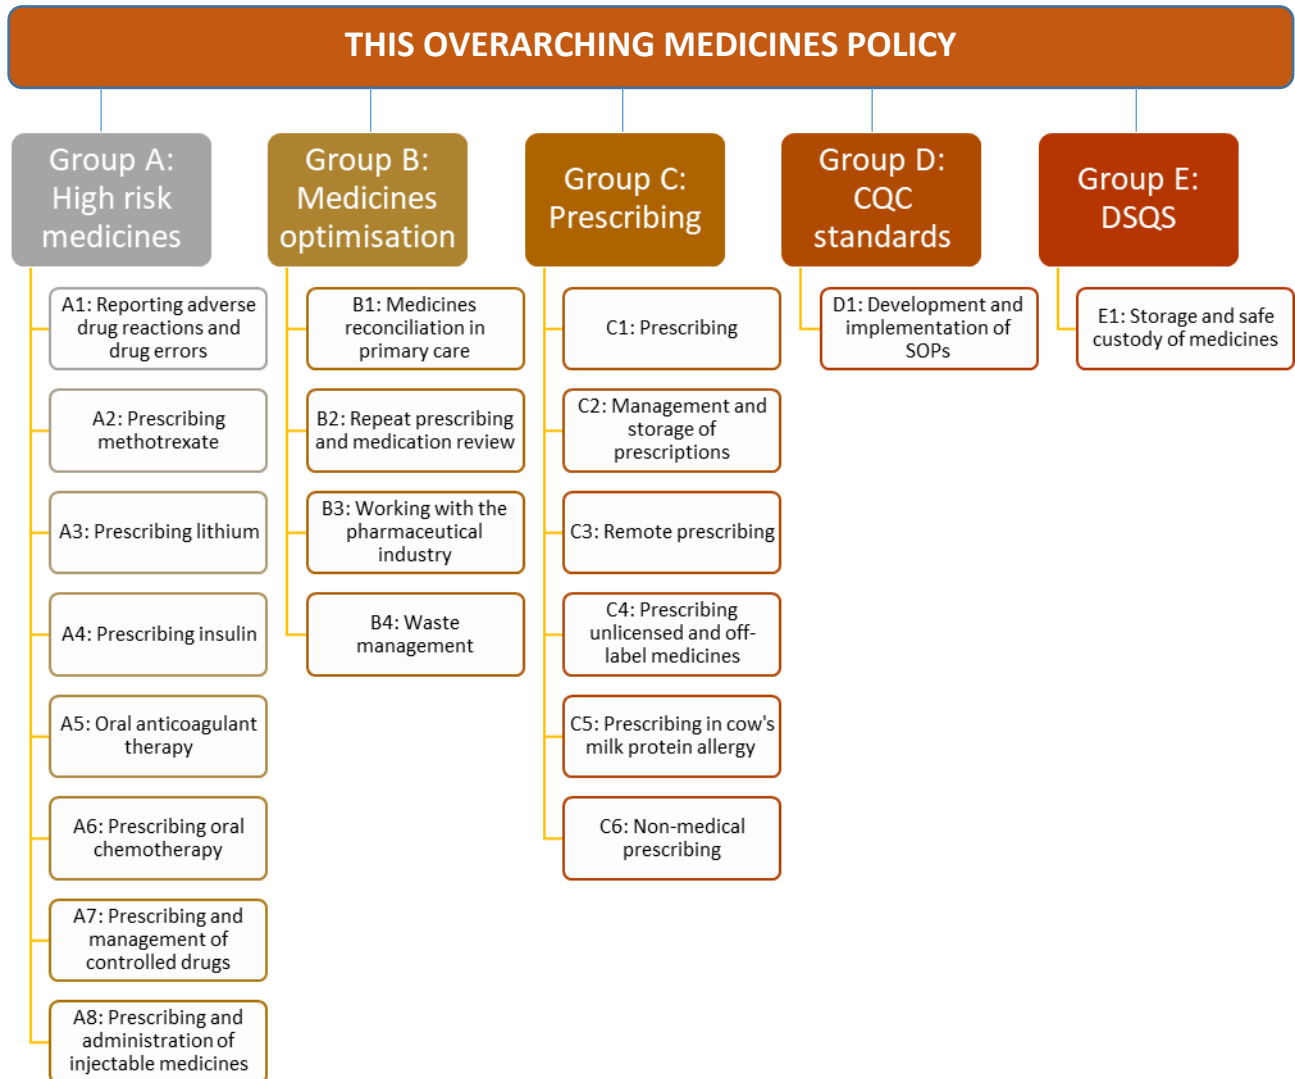 THIS OVERARCHING MEDICINES POLICY
Group A:
High risk
medicines
A1: Reporting adverse
drug reactions and
drug errors
A2: Prescribing
methotrexate
A3: Prescribing lithium
A4: Prescribing insulin
A5: Oral anticoagulant
therapy
A6: Prescribing oral
chemotherapy
A7: Prescribing and
management of
controlled drugs
A8: Prescribing and
administration of
injectable medicines
Group B:
Medicines
optimisation
B1: Medicines
reconciliation in
primary care
B2: Repeat prescribing
and medication review
B3: Working with the
pharmaceutical
industry
B4: Waste
management
Group C:
Prescribing
C1: Prescribing
C2: Management and
storage of
prescriptions
C3: Remote prescribing
C4: Prescribing
unlicensed and off-
label medicines
C5: Prescribing in cow's
milk protein allergy
C6: Non-medical
prescribing
Group D:
CQC
standards
D1: Development and
implementation of
SOPs
Group E:
DSQS
E1: Storage and safe
custody of medicines